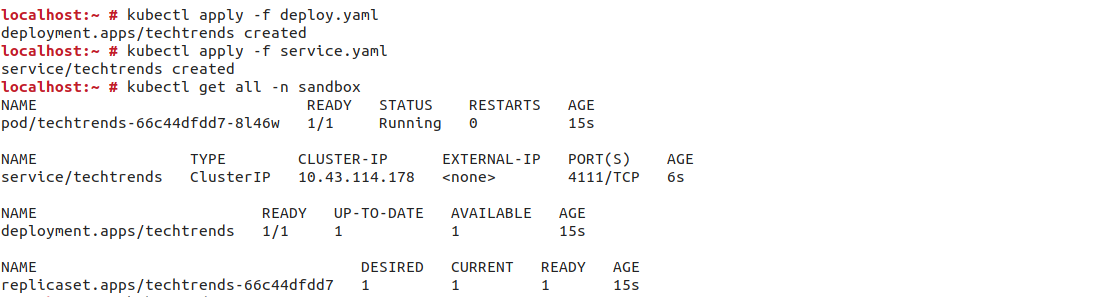 localhost:~ # kubectl apply -f deploy.yaml
deployment.apps/techtrends created
localhost:~ # kubectl apply -f service.yaml
service/techtrends created
localhost:~ # kubectl get all -n sandbox
NAME                              READY   STATUS    RESTARTS   AGE
pod/techtrends-66c44dfdd7-8l46w   1/1     Running   0          15s

NAME                 TYPE        CLUSTER-IP      EXTERNAL-IP   PORT(S)    AGE
service/techtrends   ClusterIP   10.43.114.178   <none>        4111/TCP   6s

NAME                         READY   UP-TO-DATE   AVAILABLE   AGE
deployment.apps/techtrends   1/1     1            1           15s

NAME                                    DESIRED   CURRENT   READY   AGE
replicaset.apps/techtrends-66c44dfdd7   1         1         1       15s